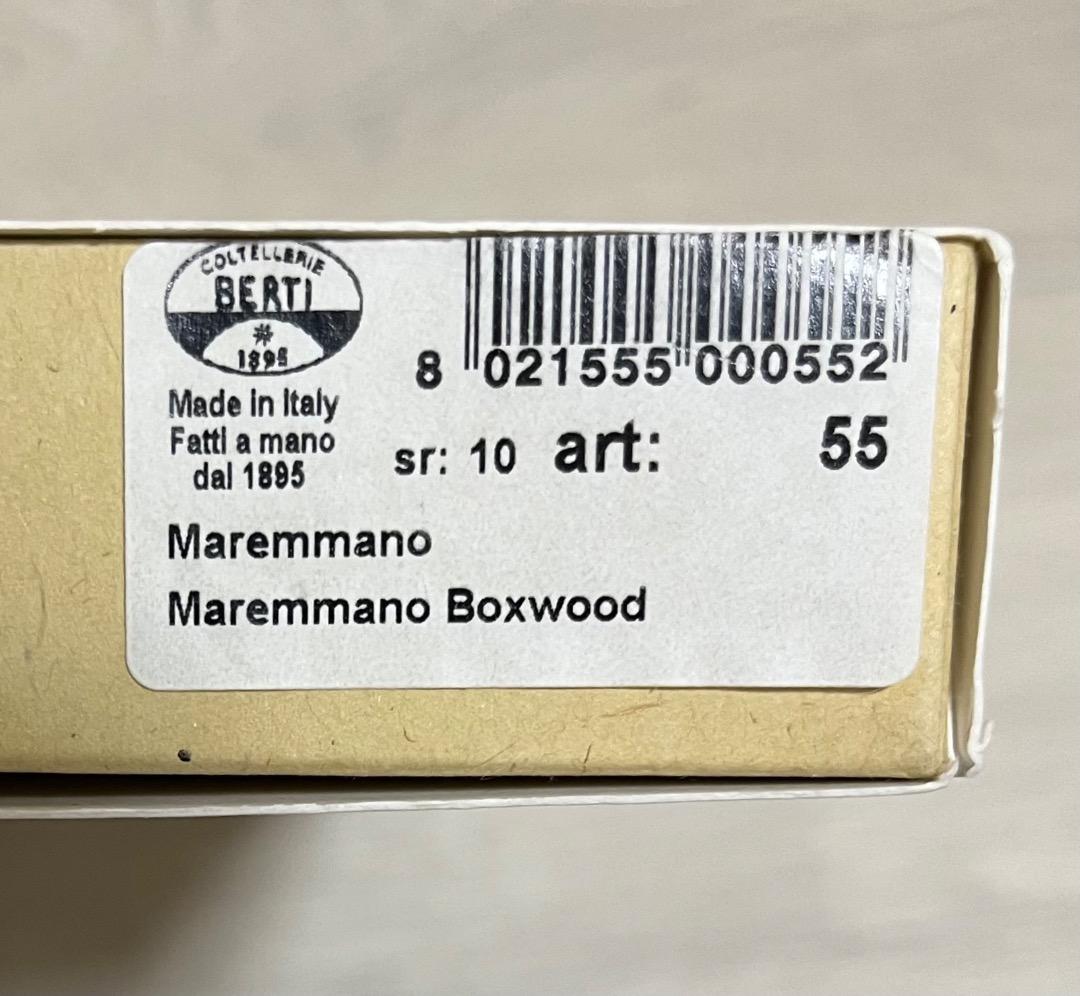 COLTELLERIE
BERTI
1895
8 021555 000552
Made in Italy
Fatti a mano
dal 1895
sr: 10 art: 55
Maremmano
Maremmano Boxwood